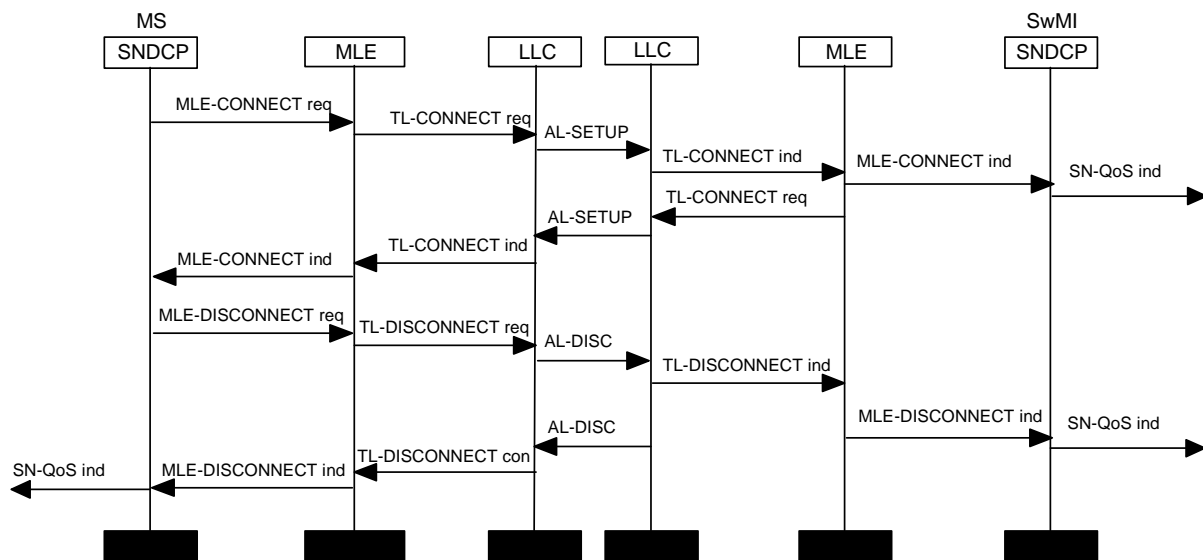 MS
SwMI
SNDCP
MLE
LLC
LLC
MLE
SNDCP
MLE-CONNECT req
TL-CONNECT req
AL-SETUP
TL-CONNECT ind
MLE-CONNECT ind
SN-QoS ind
TL-CONNECT req
AL-SETUP
TL-CONNECT ind
MLE-CONNECT ind
MLE-DISCONNECT req
TL-DISCONNECT req
AL-DISC
TL-DISCONNECT ind
MLE-DISCONNECT ind
SN-QoS ind
AL-DISC
TL-DISCONNECT con
MLE-DISCONNECT ind
SN-QoS ind